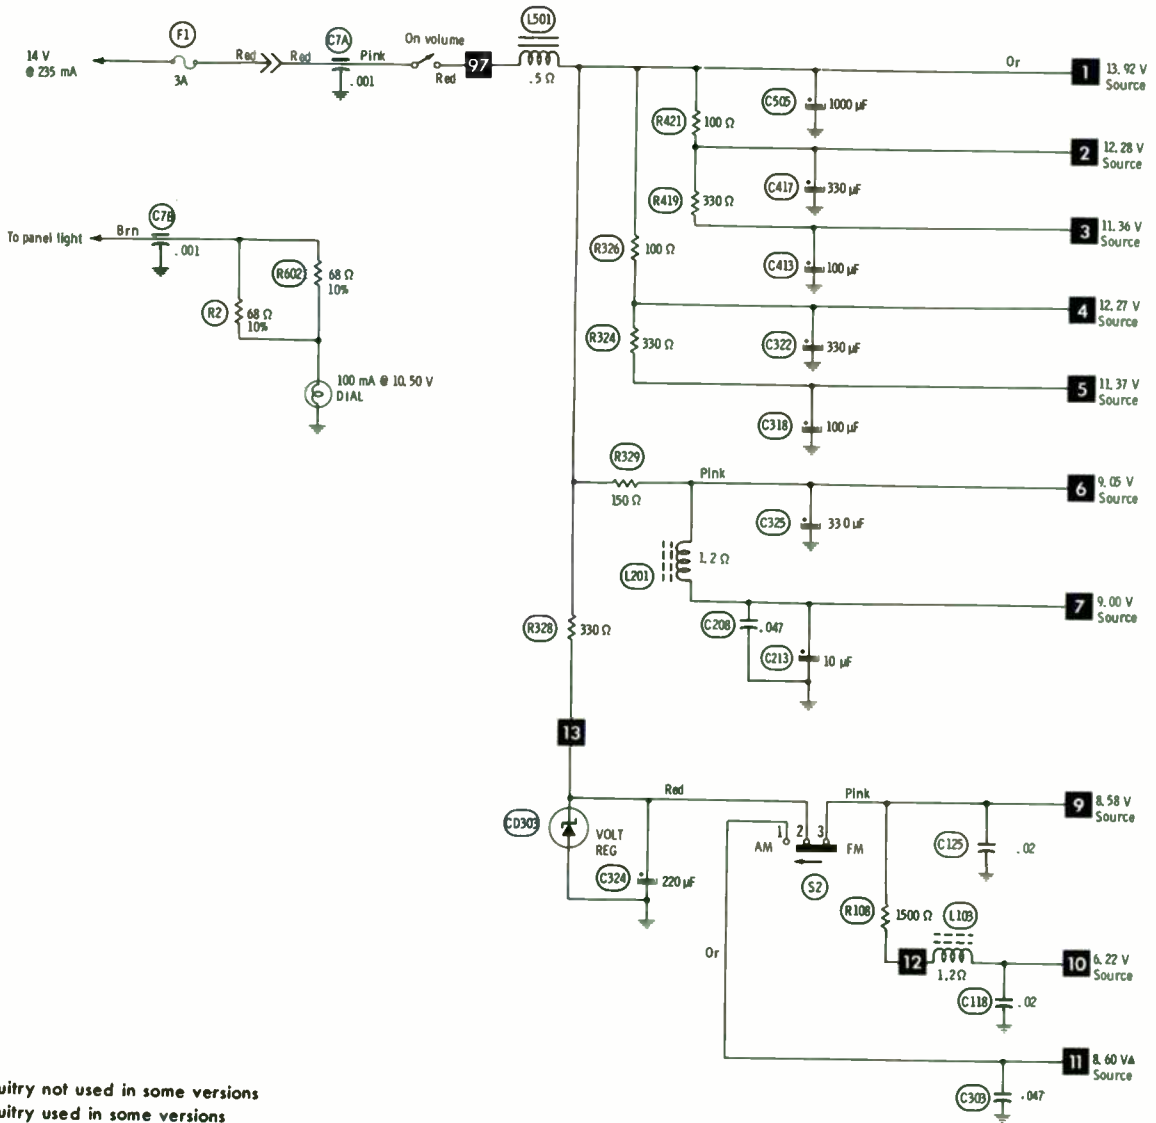 14 V
@ 235 mA
F1
3A
Red
Red
C7A
.001
Pink
On volume
Red
97
L501
.5 Ω
Or
1
13.92 V
Source
C505
1000 µF
R421
100 Ω
2
12.28 V
Source
C417
330 µF
R419
330 Ω
3
11.36 V
Source
C413
100 µF
R326
100 Ω
4
12.27 V
Source
C322
330 µF
R324
330 Ω
5
11.37 V
Source
C318
100 µF
To panel light
Brn
C7B
.001
R602
68 Ω
10%
R2
68 Ω
10%
100 mA @ 10.50 V
DIAL
R329
150 Ω
Pink
6
9.05 V
Source
C325
330 µF
L201
1.2 Ω
7
9.00 V
Source
C208
.047
C213
10 µF
R328
330 Ω
13
CD303
VOLT
REG
Red
C324
220 µF
AM
1
2
3
FM
S2
Pink
9
8.58 V
Source
C125
.02
R108
1500 Ω
12
L103
1.2Ω
10
6.22 V
Source
C118
.02
Or
11
8.60 V▲
Source
C303
.047
uitry not used in some versions
uitry used in some versions